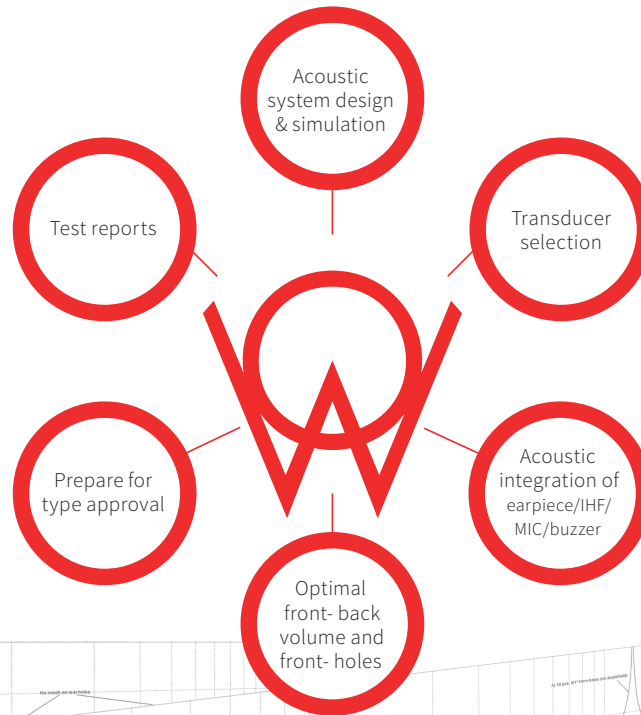 Acoustic
system design
& simulation
Test reports
Transducer
selection
Prepare for
type approval
Acoustic
integration of
earpiece/IHF/
MIC/buzzer
Optimal
front- back
volume and
front- holes
No mesh on real holes